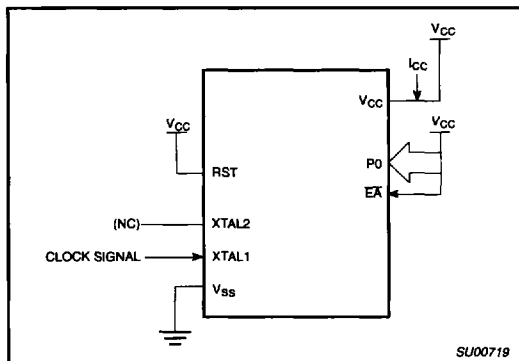 VCC
ICC
VCC
VCC
VCC
P0
RST
EA
(NC)
XTAL2
CLOCK SIGNAL
XTAL1
VSS
SU00719